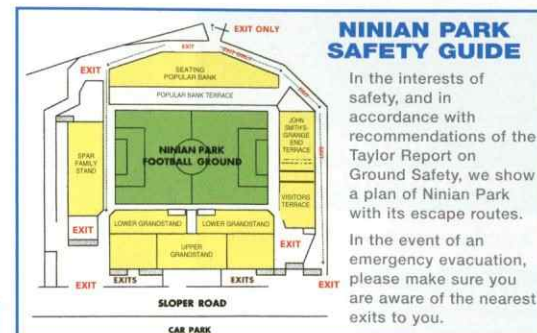 NINIAN PARK
SAFETY GUIDE
In the interests of
safety, and in
accordance with
recommendations of the
Taylor Report on
Ground Safety, we show
a plan of Ninian Park
with its escape routes.
In the event of an
emergency evacuation,
please make sure you
are aware of the nearest
exits to you.
EXIT ONLY
EXIT
EXIT ONLY
EXIT
EXIT
SEATING
POPULAR BANK
POPULAR BANK TERRACE
JOHN
SMITH'S
GRANGE
END
TERRACE
EXIT
SPAR
FAMILY
STAND
NINIAN PARK
FOOTBALL GROUND
VISITORS
TERRACE
LOWER GRANDSTAND
LOWER GRANDSTAND
EXIT
UPPER
GRANDSTAND
EXIT
EXIT
EXITS
EXITS
EXIT
SLOPER ROAD
CAR PARK